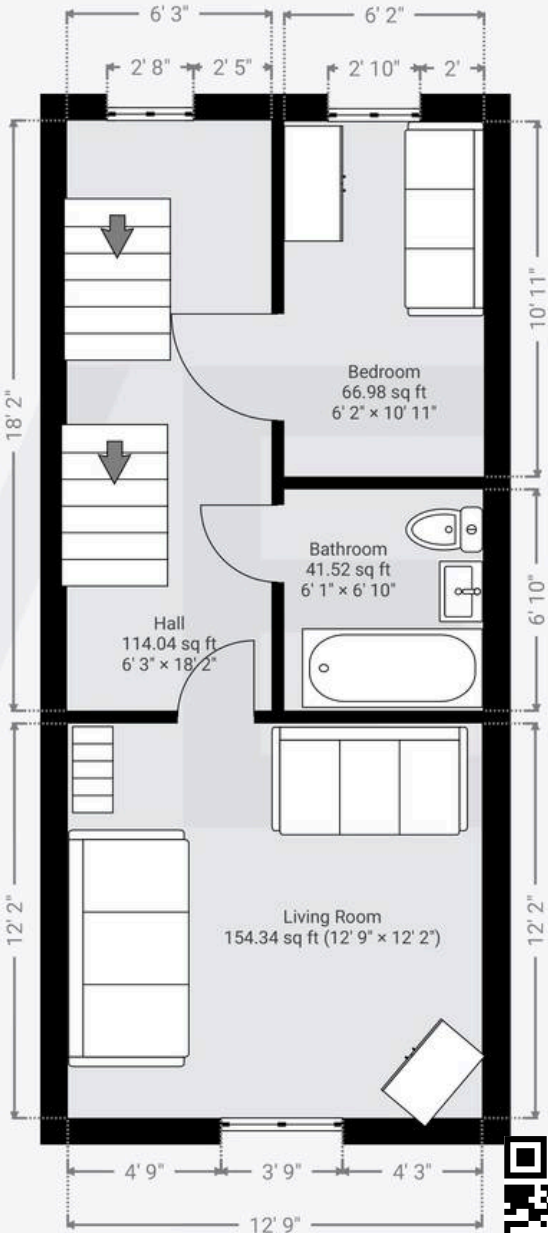 6' 3"
6' 2"
2' 8"
2' 5"
2' 10"
2'
18' 2"
10' 11"
Bedroom
66.98 sq ft
6' 2" × 10' 11"
Bathroom
41.52 sq ft
6' 1" × 6' 10"
6' 10"
Hall
114.04 sq ft
6' 3" × 18' 2"
12' 2"
12' 2"
Living Room
154.34 sq ft (12' 9" × 12' 2")
4' 9"
3' 9"
4' 3"
12' 9"